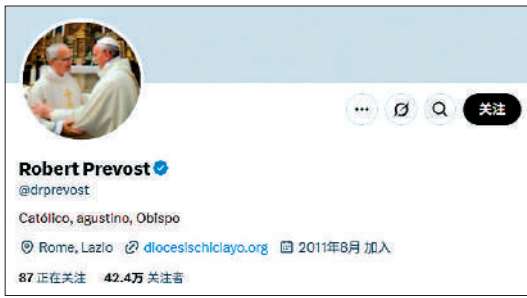 关注
Robert Prevost
@drprevost
Católico, agustino, Obispo
Rome, Lazio diocesischiclayo.org 2011年8月 加入
87 正在关注 42.4万 关注者